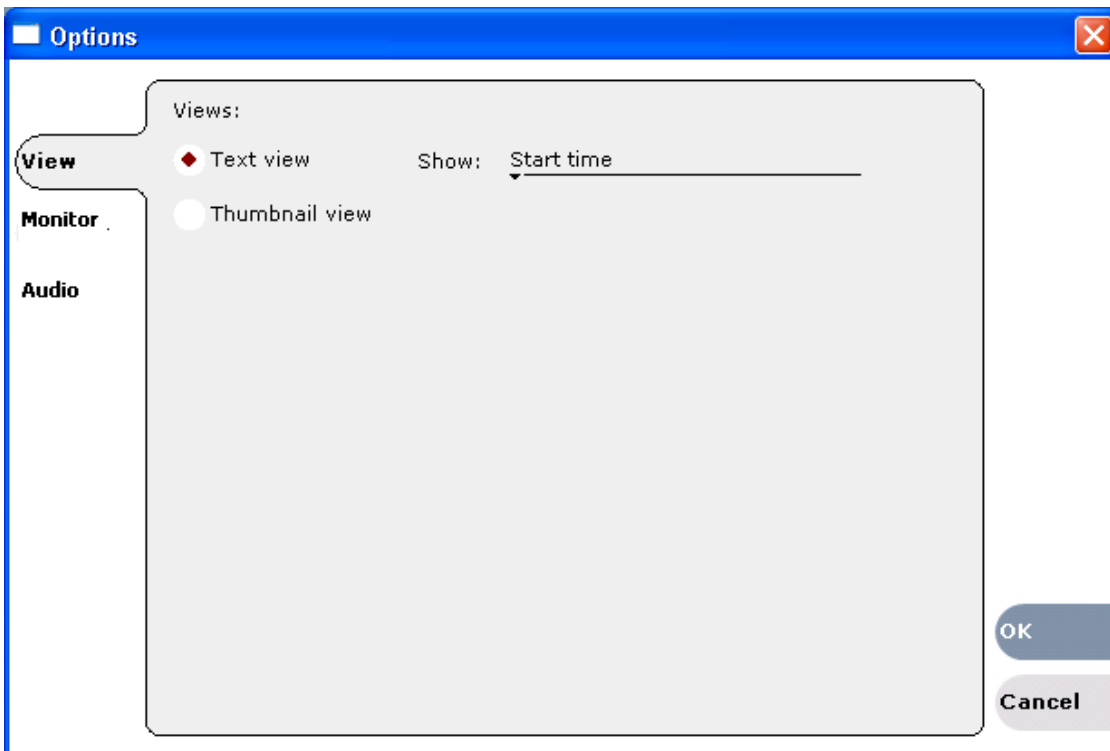 Options
Views:
View
Text view Show: Start time
Monitor
Thumbnail view
Audio
OK
Cancel